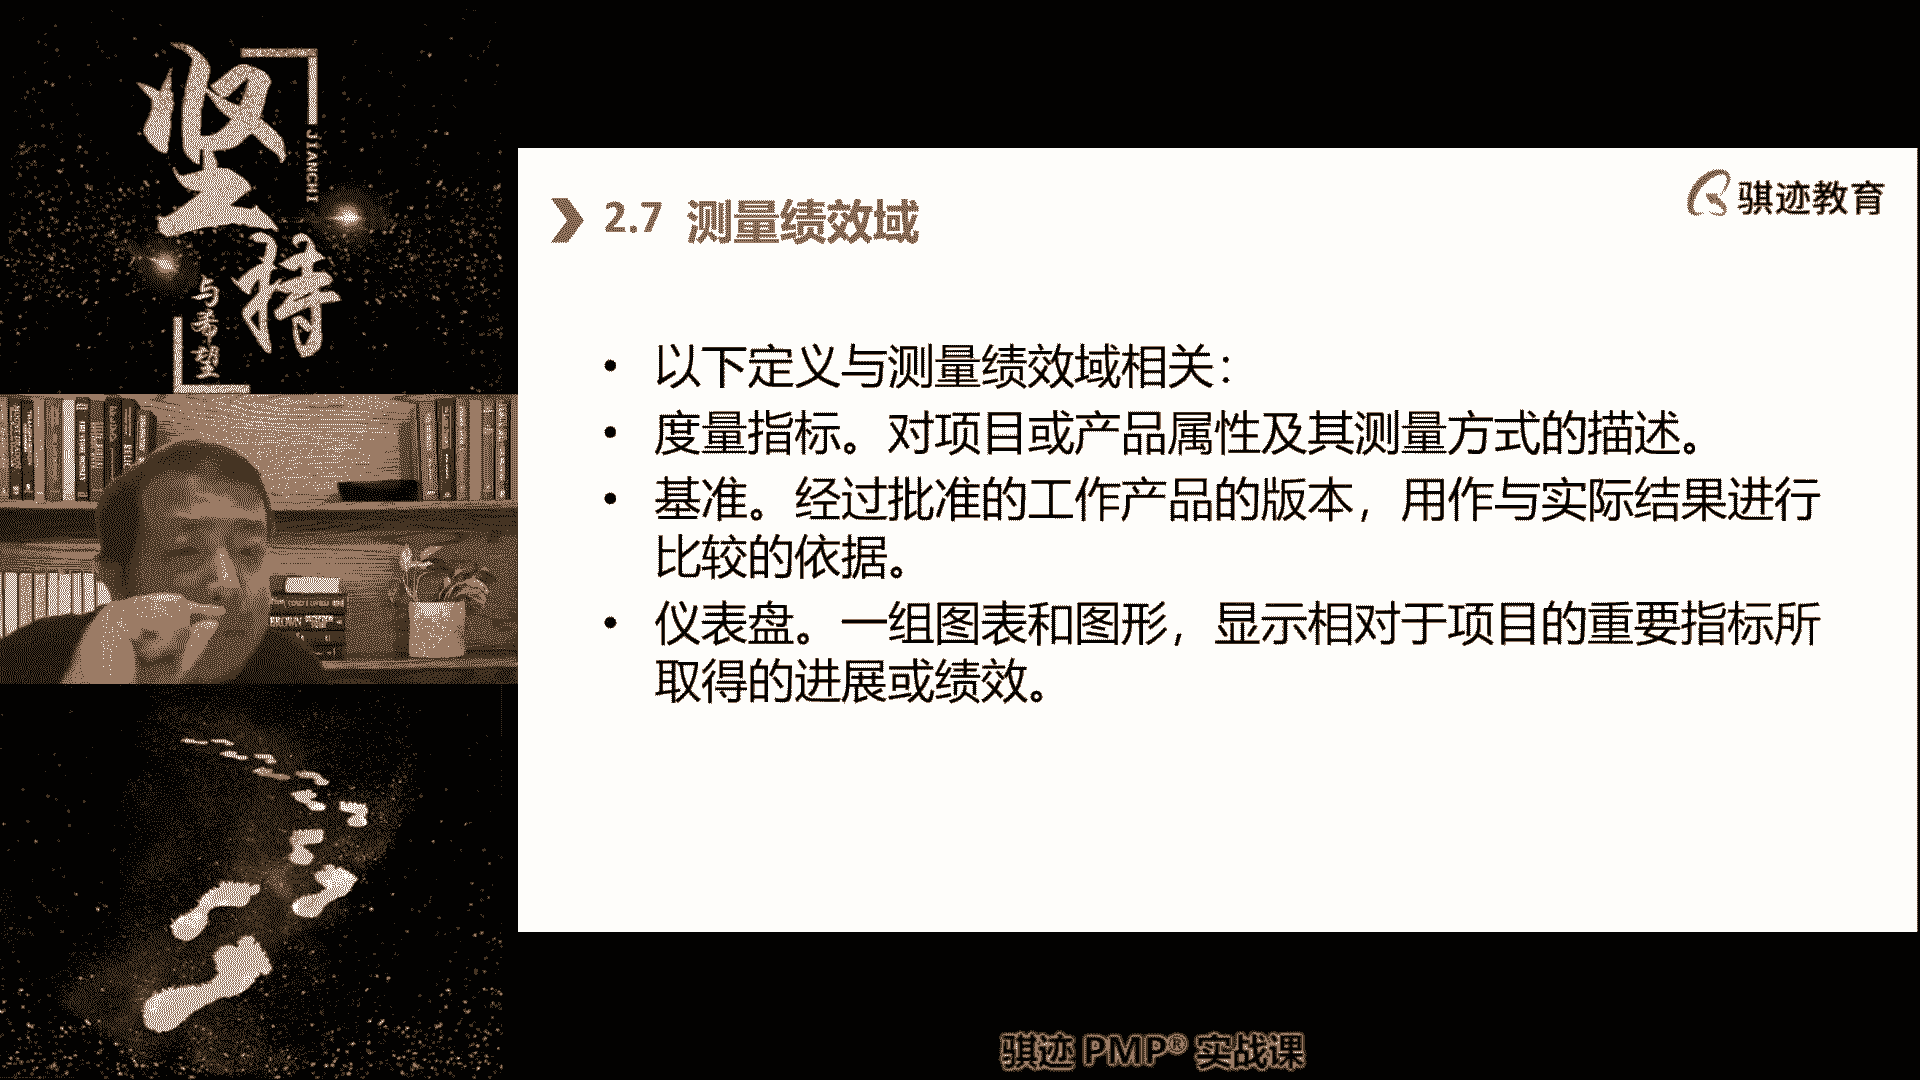 坚持
JIANCHI
与希望
骐迹教育
2.7 测量绩效域
• 以下定义与测量绩效域相关：
• 度量指标。对项目或产品属性及其测量方式的描述。
• 基准。经过批准的工作产品的版本，用作与实际结果进行
比较的依据。
• 仪表盘。一组图表和图形，显示相对于项目的重要指标所
取得的进展或绩效。
骐迹 PMP® 实战课